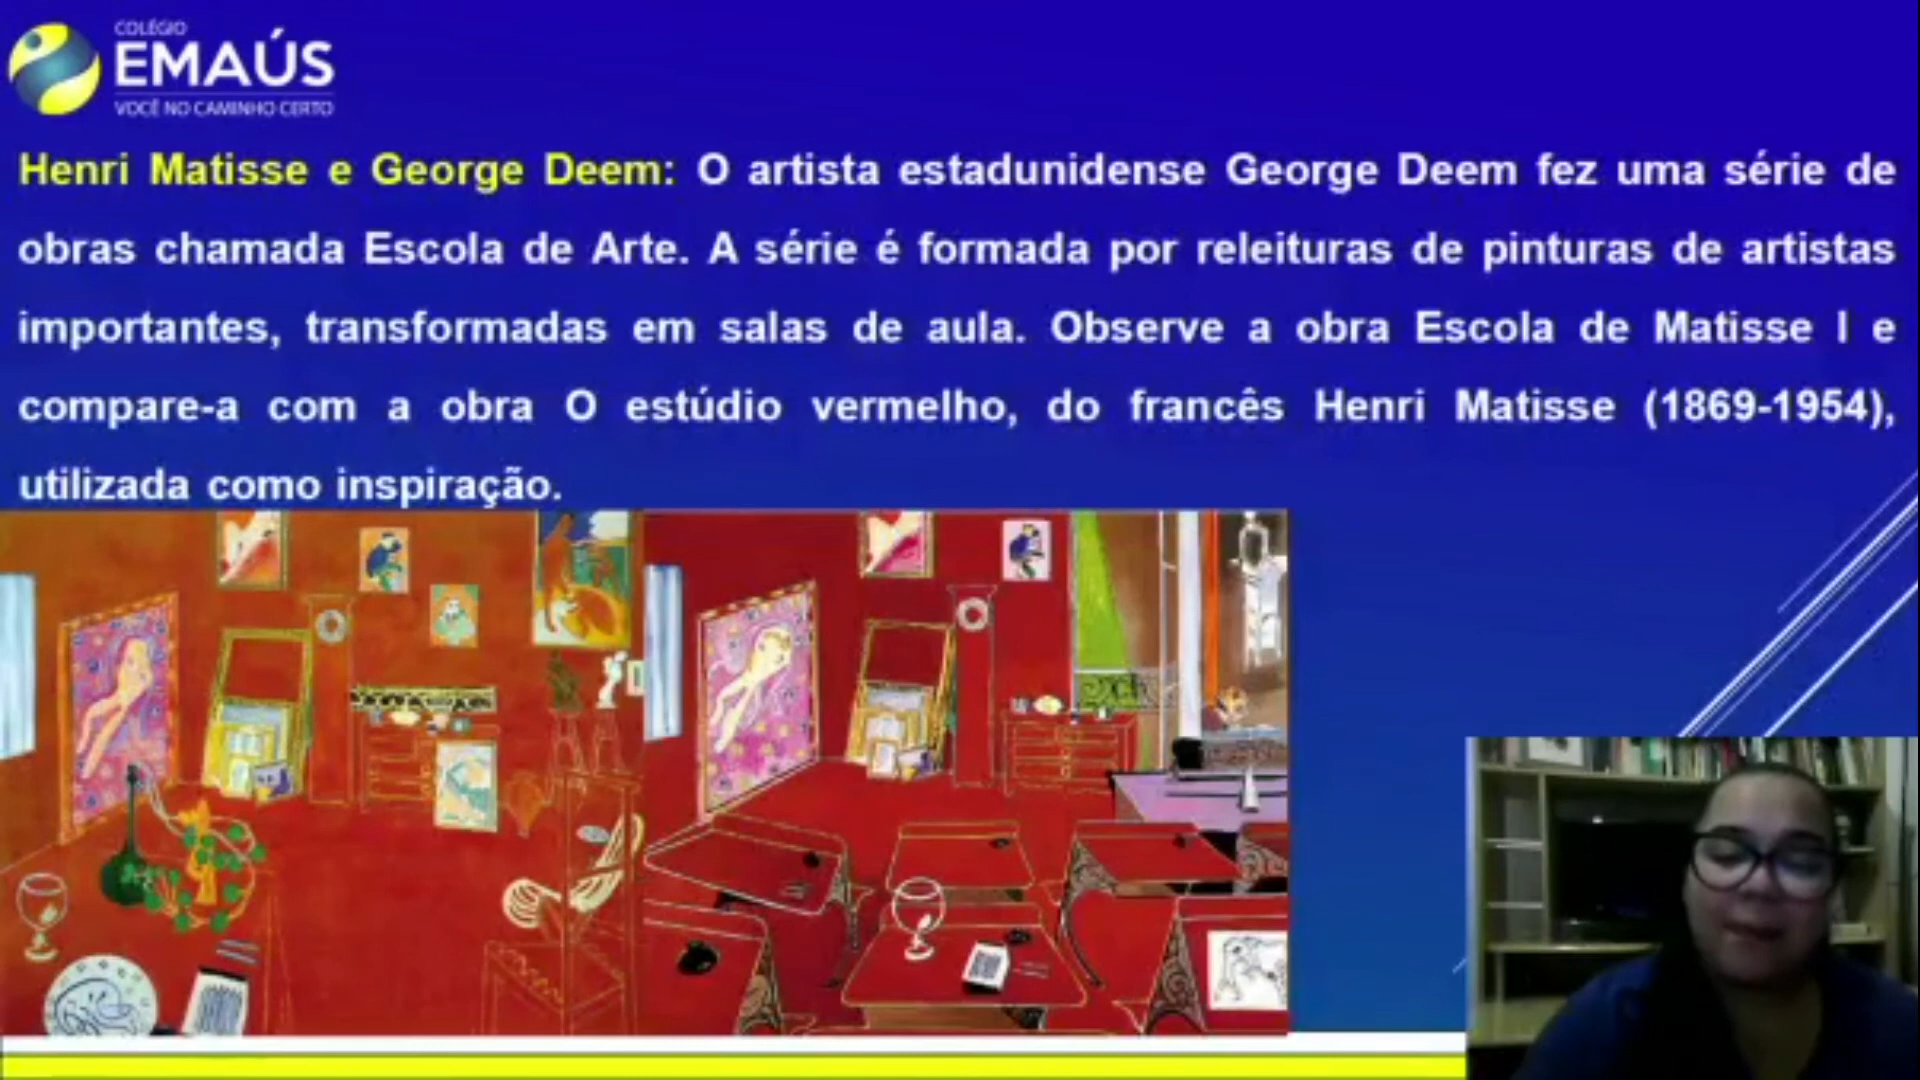 COLÉGIO
EMAÚS
VOCÊ NO CAMINHO CERTO
Henri Matisse e George Deem: O artista estadunidense George Deem fez uma série de
obras chamada Escola de Arte. A série é formada por releituras de pinturas de artistas
importantes, transformadas em salas de aula. Observe a obra Escola de Matisse I e
compare-a com a obra O estúdio vermelho, do francês Henri Matisse (1869-1954),
utilizada como inspiração.